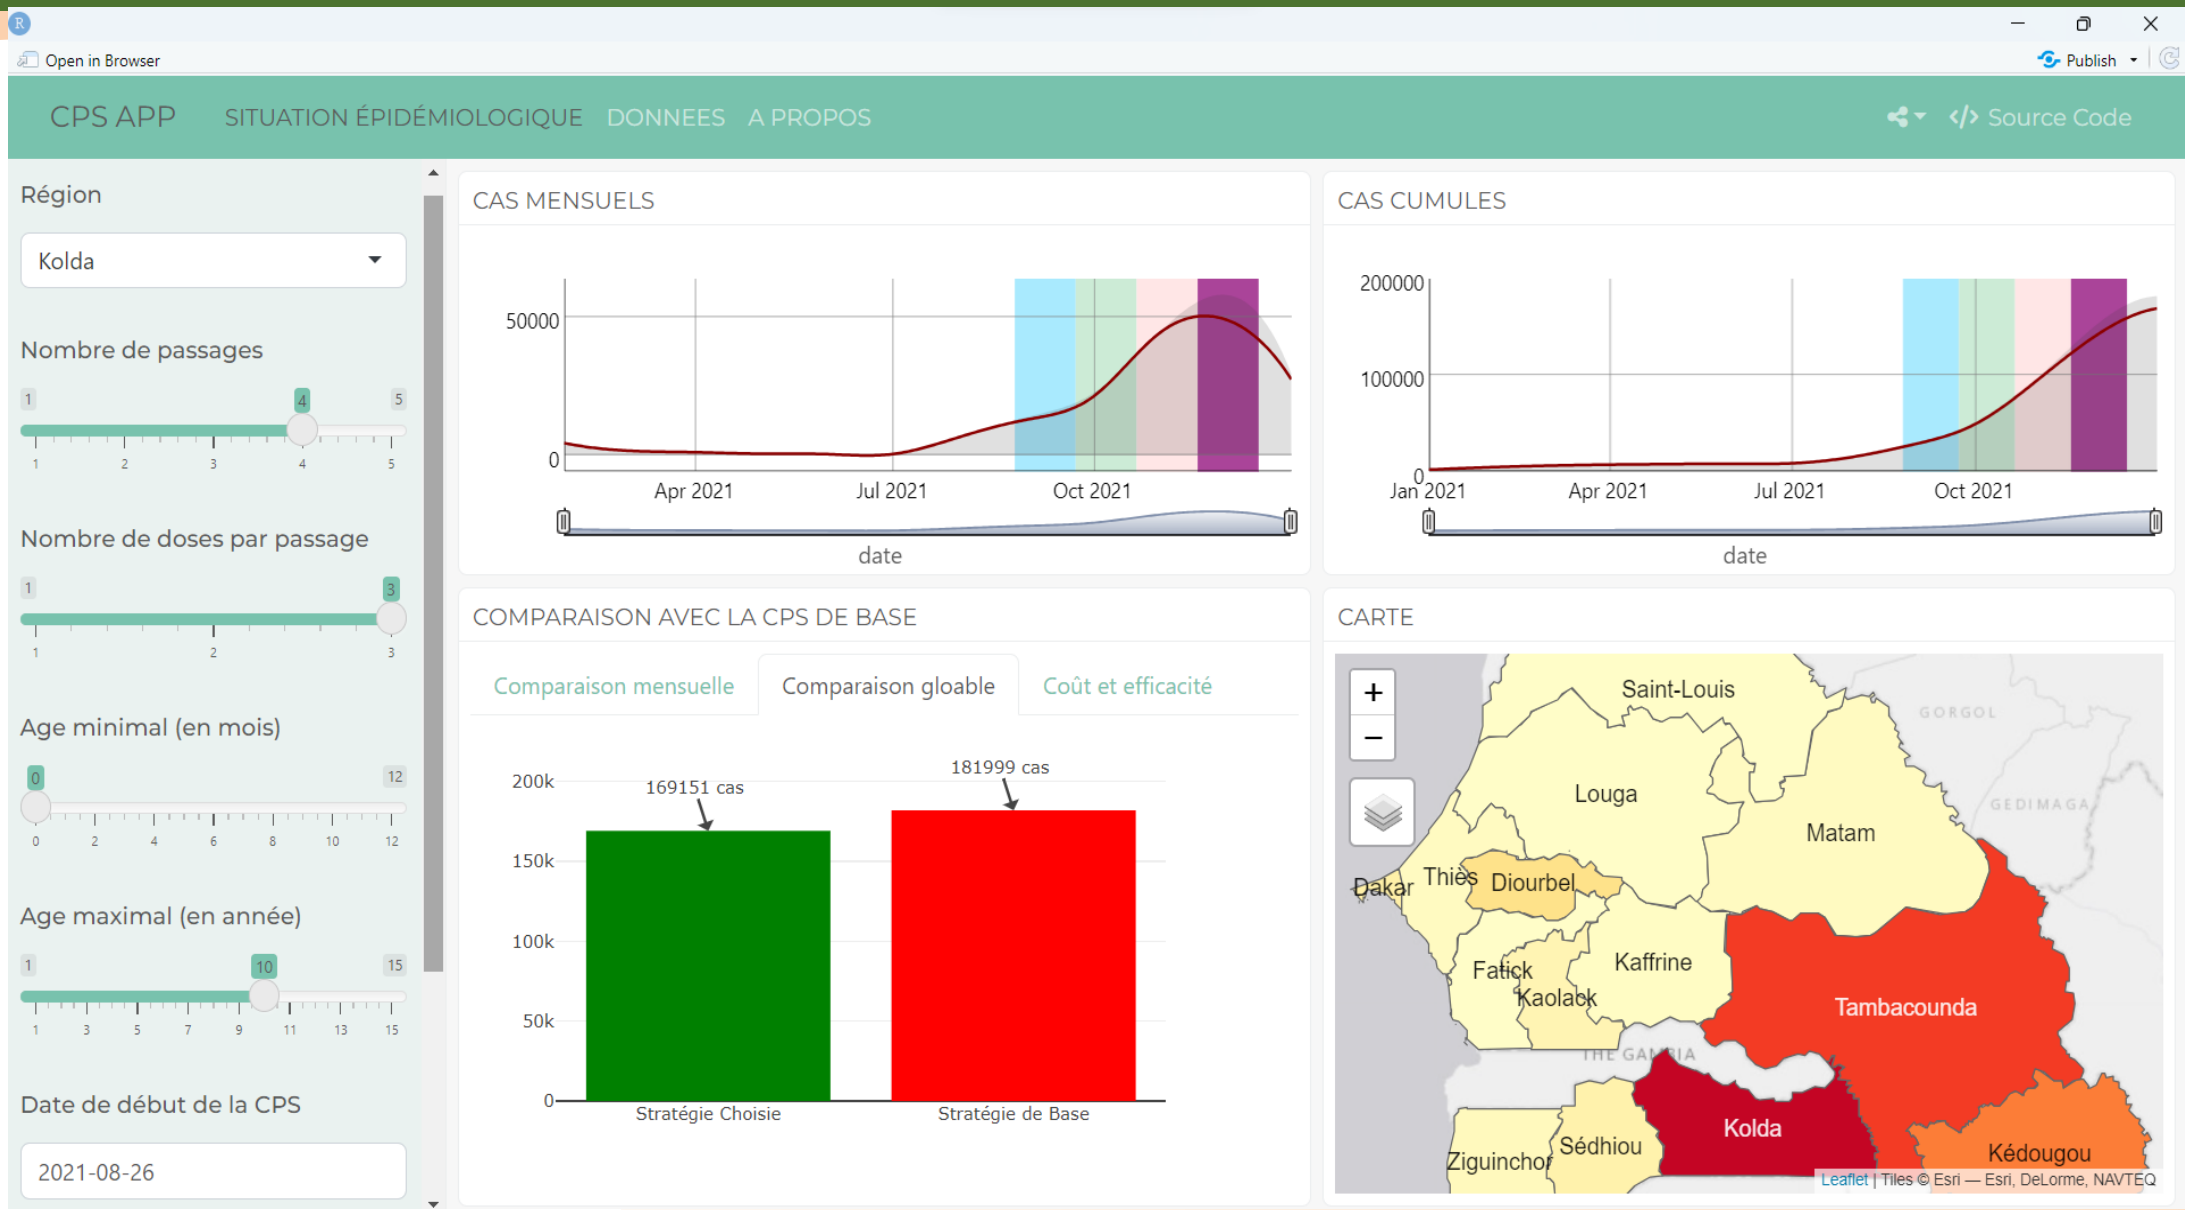 R
Open in Browser
Publish
CPS APP SITUATION ÉPIDÉMIOLOGIQUE DONNEES A PROPOS
</> Source Code
Région
Kolda
Nombre de passages
1 4 5
1 2 3 4 5
Nombre de doses par passage
1 3
1 2 3
Age minimal (en mois)
0 12
0 2 4 6 8 10 12
Age maximal (en année)
1 10 15
1 3 5 7 9 11 13 15
Date de début de la CPS
2021-08-26
CAS MENSUELS
50000
0
Apr 2021 Jul 2021 Oct 2021
date
CAS CUMULES
200000
100000
0
Jan 2021 Apr 2021 Jul 2021 Oct 2021
date
COMPARAISON AVEC LA CPS DE BASE
Comparaison mensuelle Comparaison gloable Coût et efficacité
169151 cas
181999 cas
200k
150k
100k
50k
0
Stratégie Choisie Stratégie de Base
CARTE
+
−
Saint-Louis
GORGOL
Louga
GEDIMAGA
Matam
Dakar
Thiès
Diourbel
Fatick
Kaffrine
Kaolack
Tambacounda
THE GAMBIA
Kolda
Sédhiou
Ziguinchor
Kédougou
Leaflet | Tiles © Esri — Esri, DeLorme, NAVTEQ